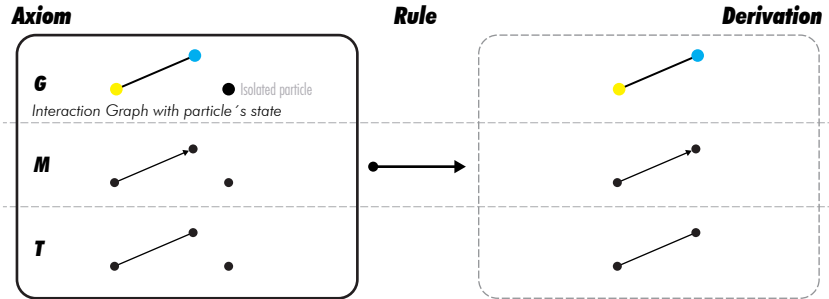 Axiom
Rule
Derivation
G
Isolated particle
Interaction Graph with particle´s state
M
T